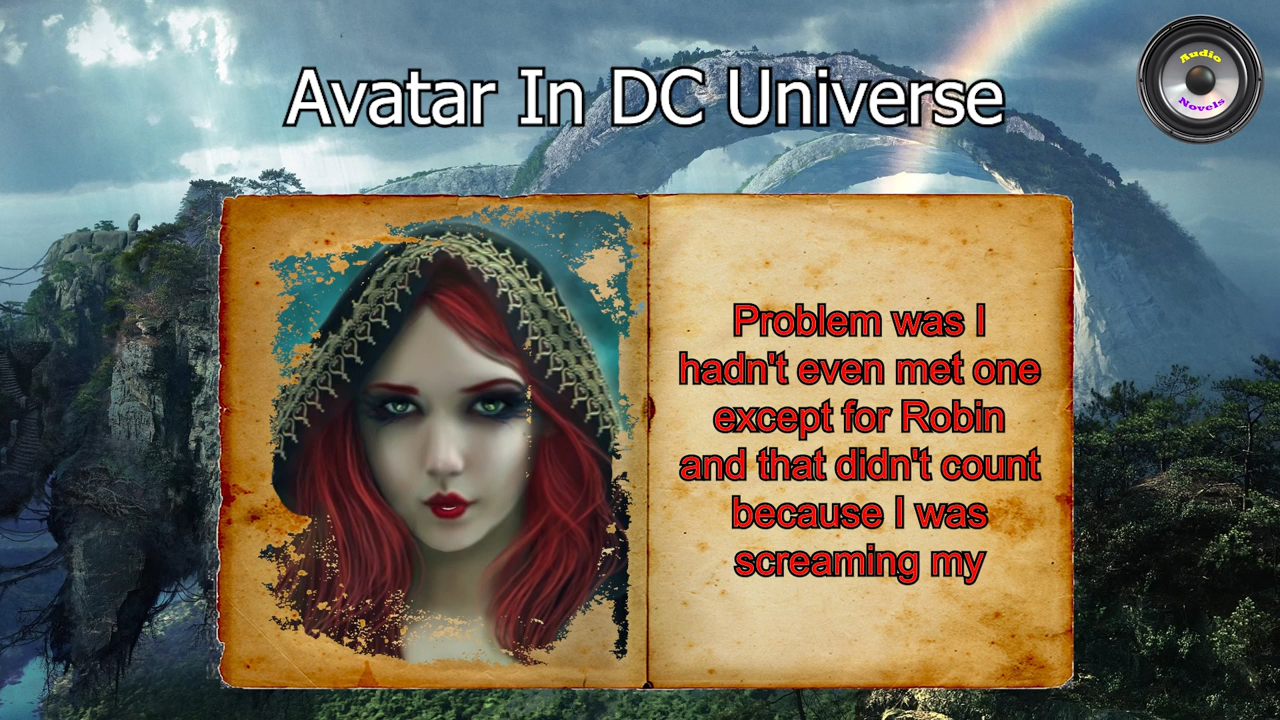 Avatar In DC Universe
Audio
Novels
Problem was I
hadn't even met one
except for Robin
and that didn't count
because I was
screaming my